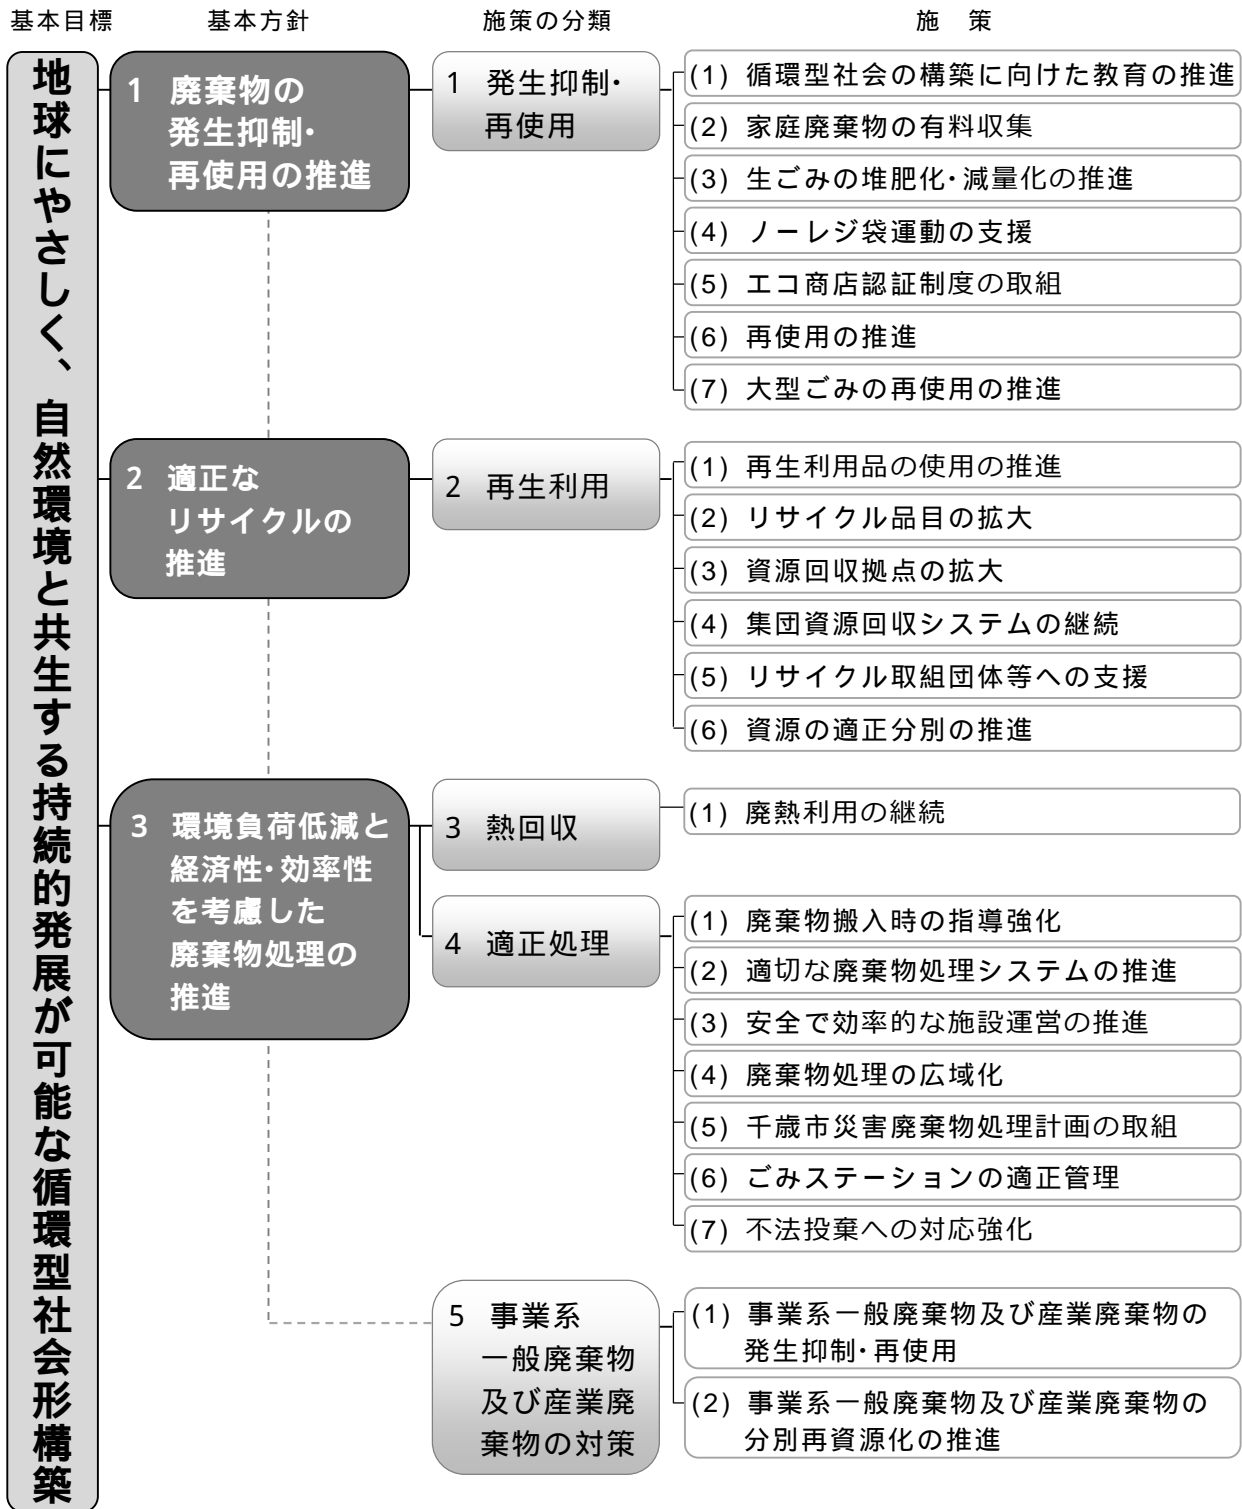 基本目標
基本方針
施策の分類
施　策
地球にやさしく、自然環境と共生する持続的発展が可能な循環型社会形構築
1 廃棄物の
発生抑制・
再使用の推進
1 発生抑制・
再使用
(1) 循環型社会の構築に向けた教育の推進
(2) 家庭廃棄物の有料収集
(3) 生ごみの堆肥化・減量化の推進
(4) ノーレジ袋運動の支援
(5) エコ商店認証制度の取組
(6) 再使用の推進
(7) 大型ごみの再使用の推進
2 適正な
リサイクルの
推進
2 再生利用
(1) 再生利用品の使用の推進
(2) リサイクル品目の拡大
(3) 資源回収拠点の拡大
(4) 集団資源回収システムの継続
(5) リサイクル取組団体等への支援
(6) 資源の適正分別の推進
3 環境負荷低減と
経済性・効率性
を考慮した
廃棄物処理の
推進
3 熱回収
(1) 廃熱利用の継続
4 適正処理
(1) 廃棄物搬入時の指導強化
(2) 適切な廃棄物処理システムの推進
(3) 安全で効率的な施設運営の推進
(4) 廃棄物処理の広域化
(5) 千歳市災害廃棄物処理計画の取組
(6) ごみステーションの適正管理
(7) 不法投棄への対応強化
5 事業系
一般廃棄物
及び産業廃
棄物の対策
(1) 事業系一般廃棄物及び産業廃棄物の
発生抑制・再使用
(2) 事業系一般廃棄物及び産業廃棄物の
分別再資源化の推進